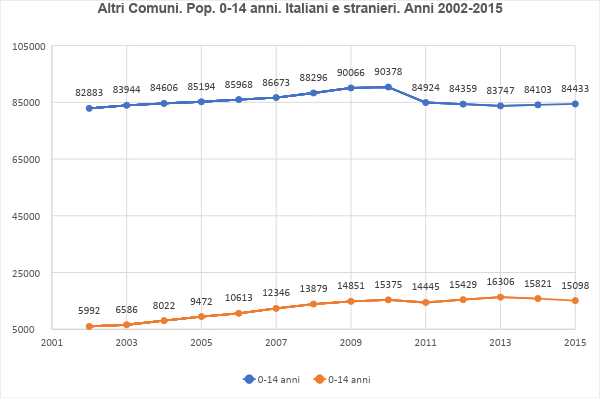 Altri Comuni. Pop. 0-14 anni. Italiani e stranieri. Anni 2002-2015
105000
82883 83944 84606 85194 85968 86673 88296 90066 90378 84924 84359 83747 84103 84433
85000
65000
45000
25000
5992 6586 8022 9472 10613 12346 13879 14851 15375 14445 15429 16306 15821 15098
5000
2001 2003 2005 2007 2009 2011 2013 2015
0-14 anni 0-14 anni